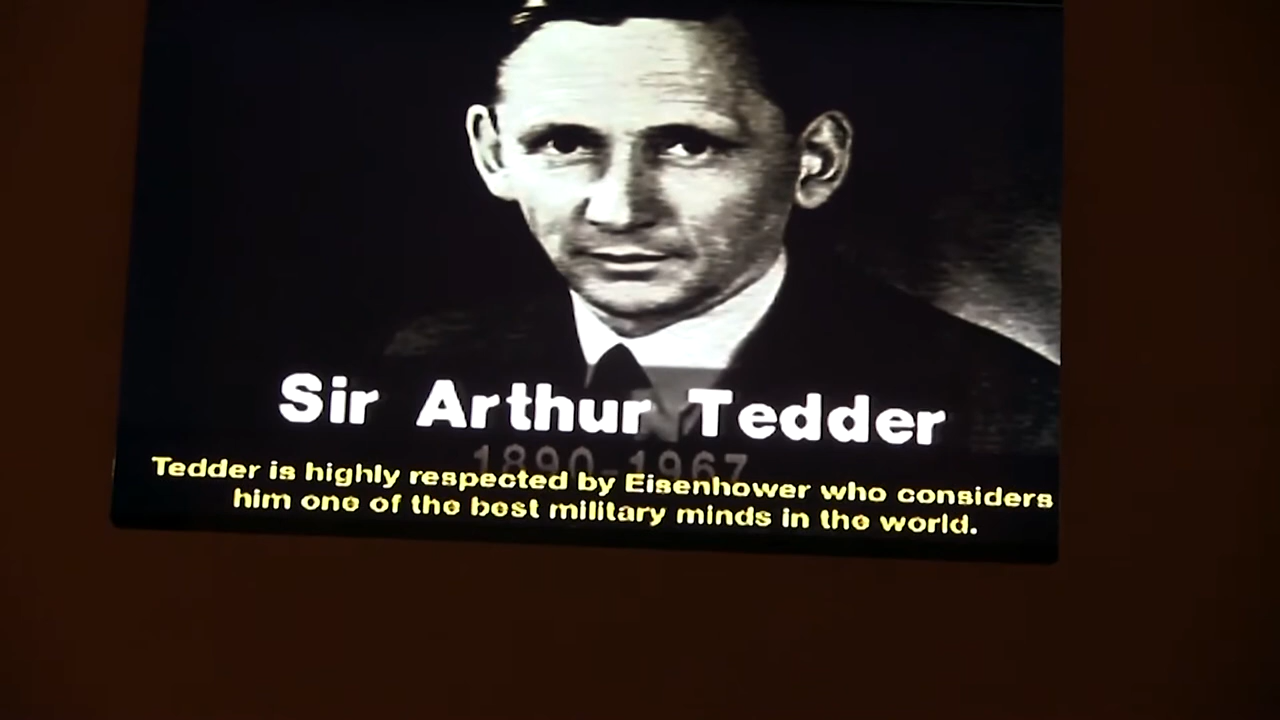 Sir Arthur Tedder
1890-1967
Tedder is highly respected by Eisenhower who considers
him one of the best military minds in the world.